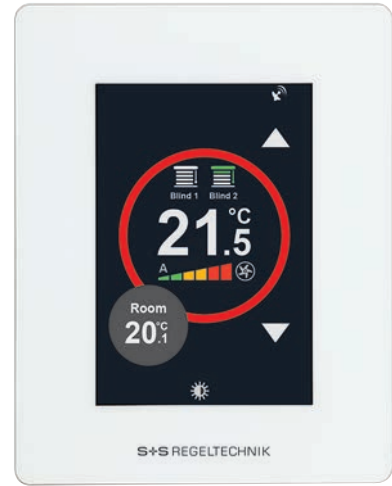 Blind 1 Blind 2
21.5 °C
A
Room
20.1 °C
S+S REGELTECHNIK